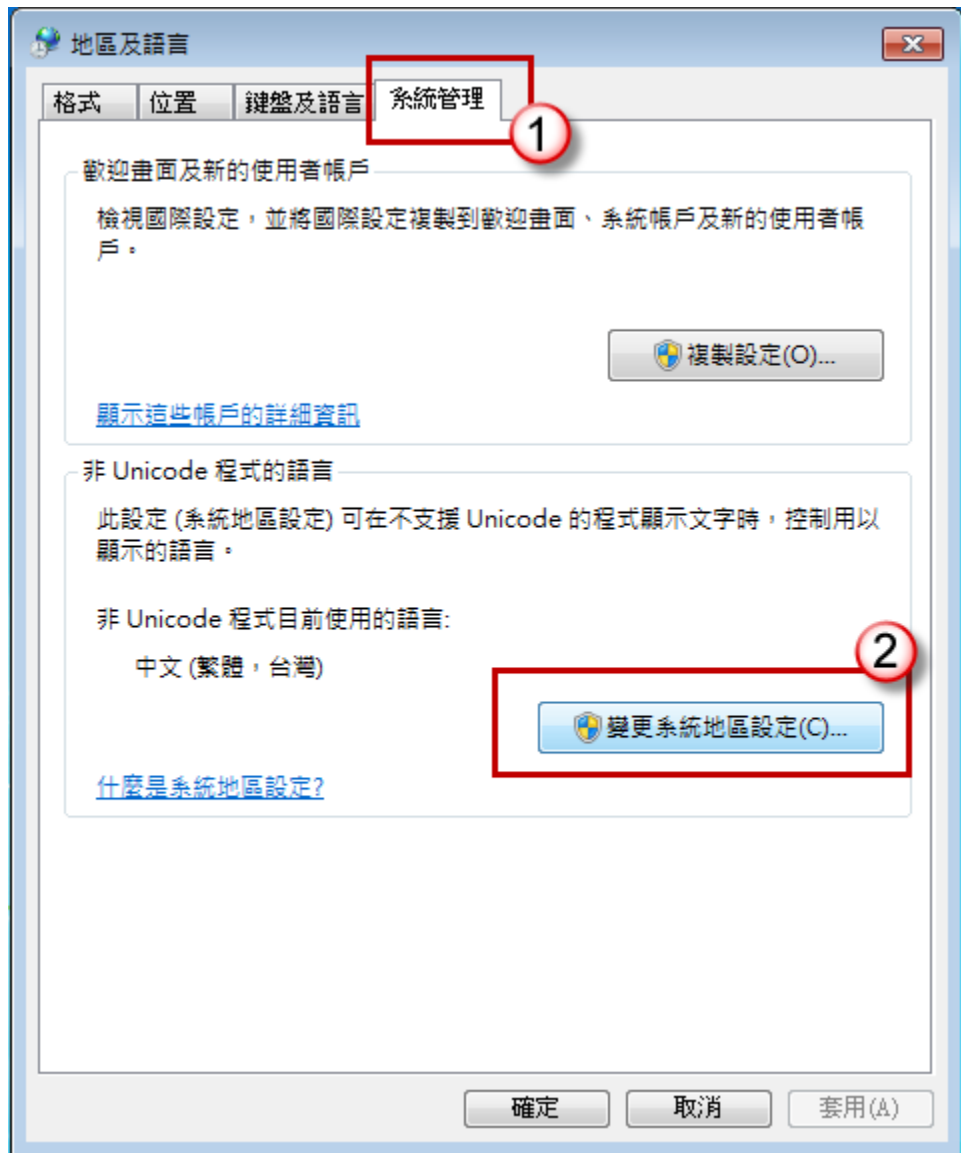 地區及語言
格式
位置
鍵盤及語言
系統管理
1
歡迎畫面及新的使用者帳戶
檢視國際設定，並將國際設定複製到歡迎畫面、系統帳戶及新的使用者帳
戶。
複製設定(O)...
顯示這些帳戶的詳細資訊
非 Unicode 程式的語言
此設定 (系統地區設定) 可在不支援 Unicode 的程式顯示文字時，控制用以
顯示的語言。
非 Unicode 程式目前使用的語言:
中文 (繁體，台灣)
2
變更系統地區設定(C)...
什麼是系統地區設定?
確定
取消
套用(A)